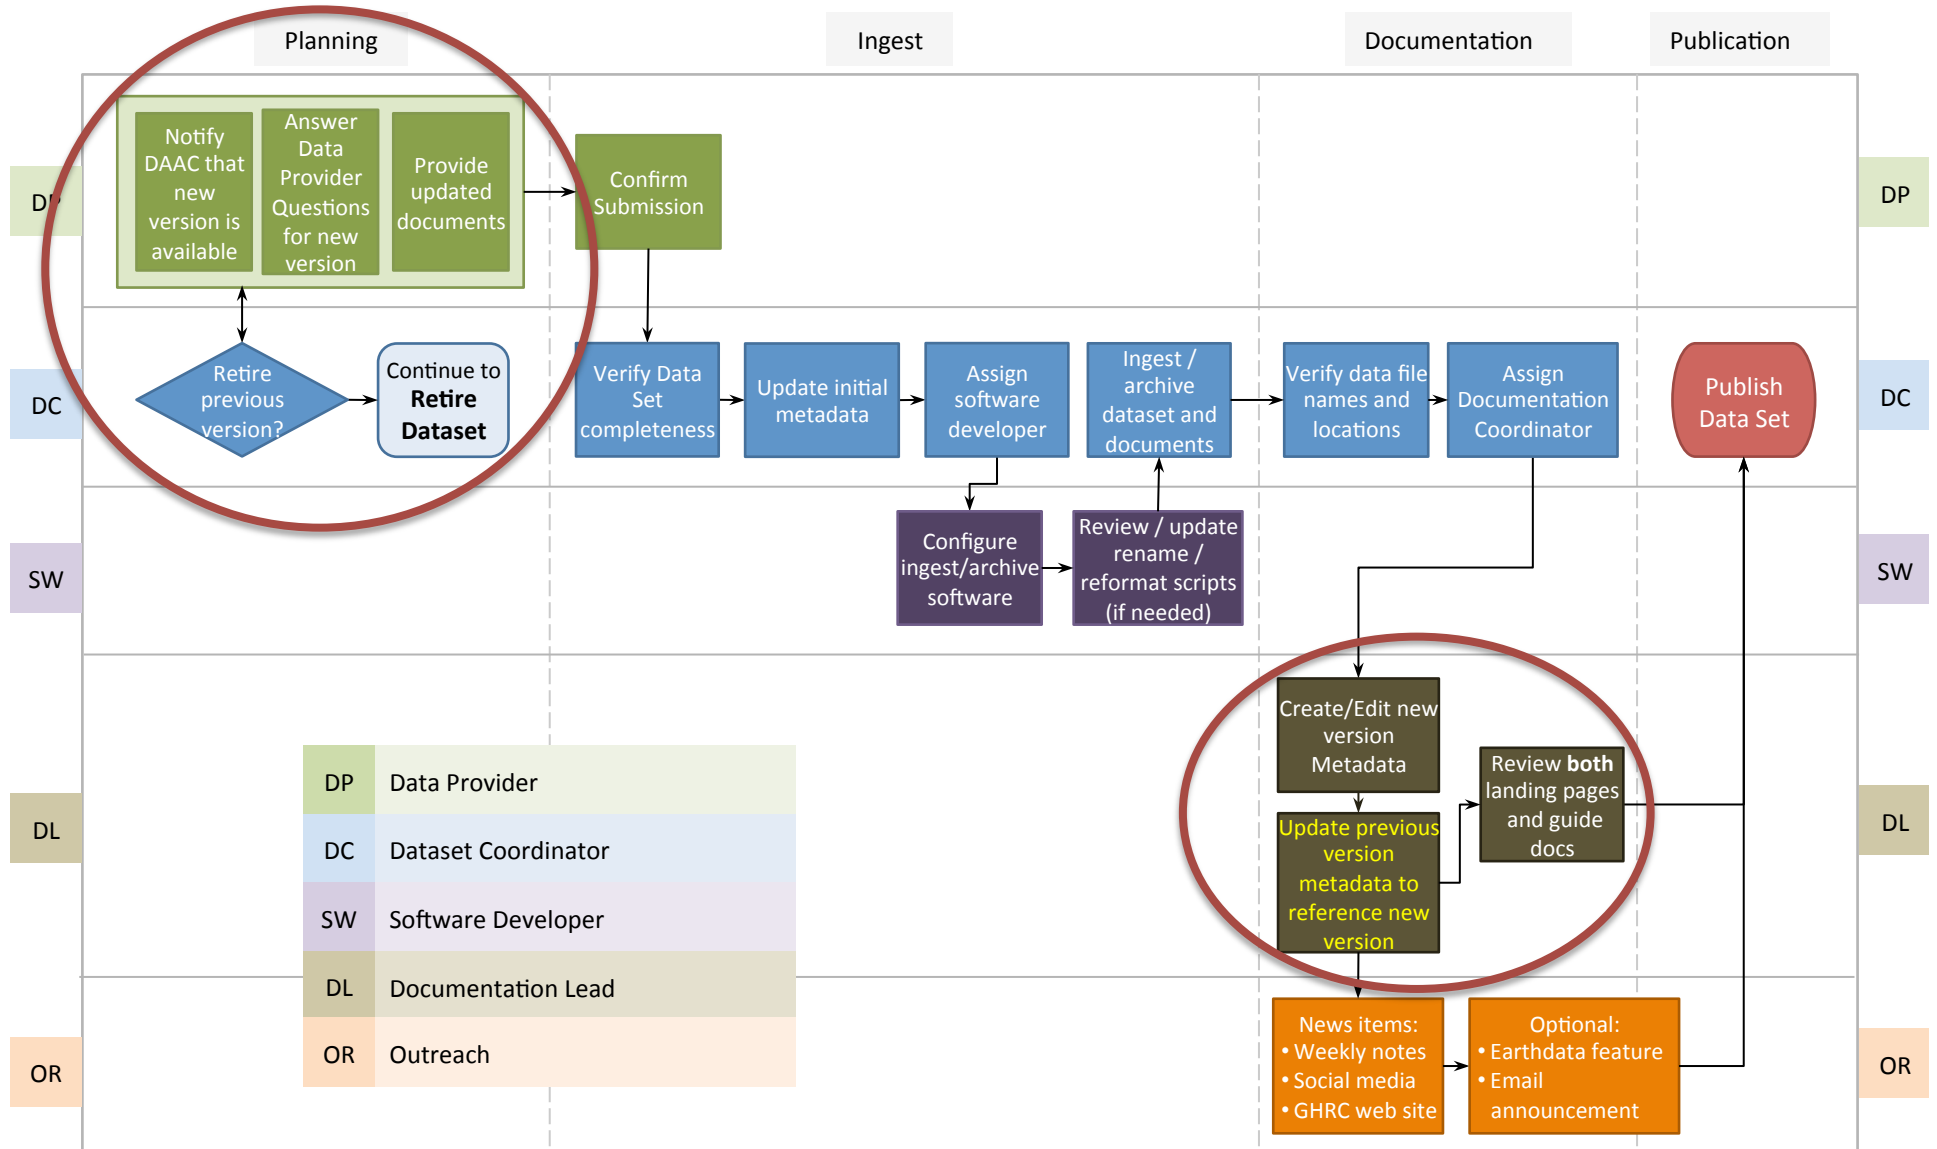 Planning
Ingest
Documentation
Publication
DP
Notify
DAAC that
new
version is
available
Answer
Data
Provider
Questions
for new
version
Provide
updated
documents
Confirm
Submission
DP
DC
Retire
previous
version?
Continue to
Retire
Dataset
Verify Data
Set
completeness
Update initial
metadata
Assign
software
developer
Ingest /
archive
dataset and
documents
Verify data file
names and
locations
Assign
Documentation
Coordinator
Publish
Data Set
DC
SW
Configure
ingest/archive
software
Review / update
rename /
reformat scripts
(if needed)
SW
DL
Create/Edit new
version
Metadata
Update previous
version
metadata to
reference new
version
Review both
landing pages
and guide
docs
DL
DP Data Provider
DC Dataset Coordinator
SW Software Developer
DL Documentation Lead
OR Outreach
OR
News items:
• Weekly notes
• Social media
• GHRC web site
Optional:
• Earthdata feature
• Email
announcement
OR